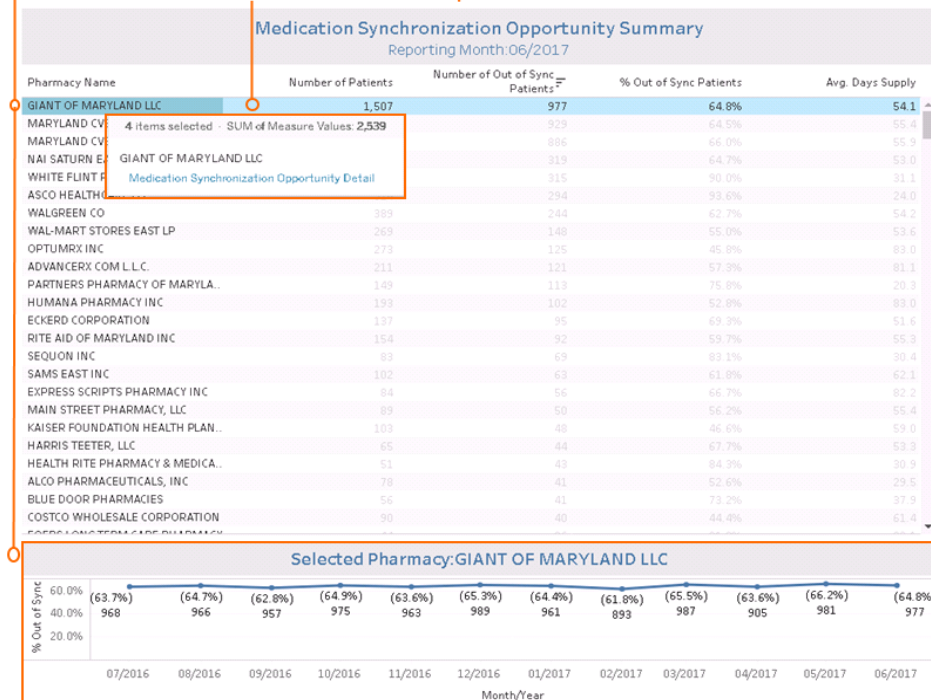 Medication Synchronization Opportunity Summary
Reporting Month:06/2017
Pharmacy Name Number of Patients Number of Out of Sync Patients % Out of Sync Patients Avg. Days Supply
GIANT OF MARYLAND LLC 1,507 977 64.8% 54.1
MARYLAND CV 929 64.5% 55.4
MARYLAND CV 886 66.0% 55.9
NAI SATURN E 319 64.7% 53.0
WHITE FLINT 315 90.0% 31.1
ASCO HEALTHC 294 93.6% 24.0
4 items selected · SUM of Measure Values: 2,539
GIANT OF MARYLAND LLC
Medication Synchronization Opportunity Detail
WALGREEN CO 389 244 62.7% 54.2
WAL-MART STORES EAST LP 269 148 55.0% 53.6
OPTUMRX INC 273 125 45.8% 83.0
ADVANCERX COM L.L.C. 211 121 57.3% 81.1
PARTNERS PHARMACY OF MARYLA.. 149 113 75.8% 20.3
HUMANA PHARMACY INC 193 102 52.8% 83.0
ECKERD CORPORATION 137 95 69.3% 51.6
RITE AID OF MARYLAND INC 154 92 59.7% 55.3
SEQUON INC 83 69 83.1% 30.4
SAMS EAST INC 102 63 61.8% 62.1
EXPRESS SCRIPTS PHARMACY INC 84 56 66.7% 82.2
MAIN STREET PHARMACY, LLC 89 50 56.2% 55.4
KAISER FOUNDATION HEALTH PLAN.. 103 48 46.6% 59.0
HARRIS TEETER, LLC 65 44 67.7% 53.3
HEALTH RITE PHARMACY & MEDICA.. 51 43 84.3% 30.9
ALCO PHARMACEUTICALS, INC 78 41 52.6% 29.5
BLUE DOOR PHARMACIES 56 41 73.2% 37.9
COSTCO WHOLESALE CORPORATION 90 40 44.4% 61.4
Selected Pharmacy:GIANT OF MARYLAND LLC
% Out of Sync
60.0%
40.0%
20.0%
(63.7%) (64.7%) (62.8%) (64.9%) (63.6%) (65.3%) (64.4%) (61.8%) (65.5%) (63.6%) (66.2%) (64.8%
968 966 957 975 963 989 961 893 987 905 981 977
07/2016 08/2016 09/2016 10/2016 11/2016 12/2016 01/2017 02/2017 03/2017 04/2017 05/2017 06/2017
Month/Year